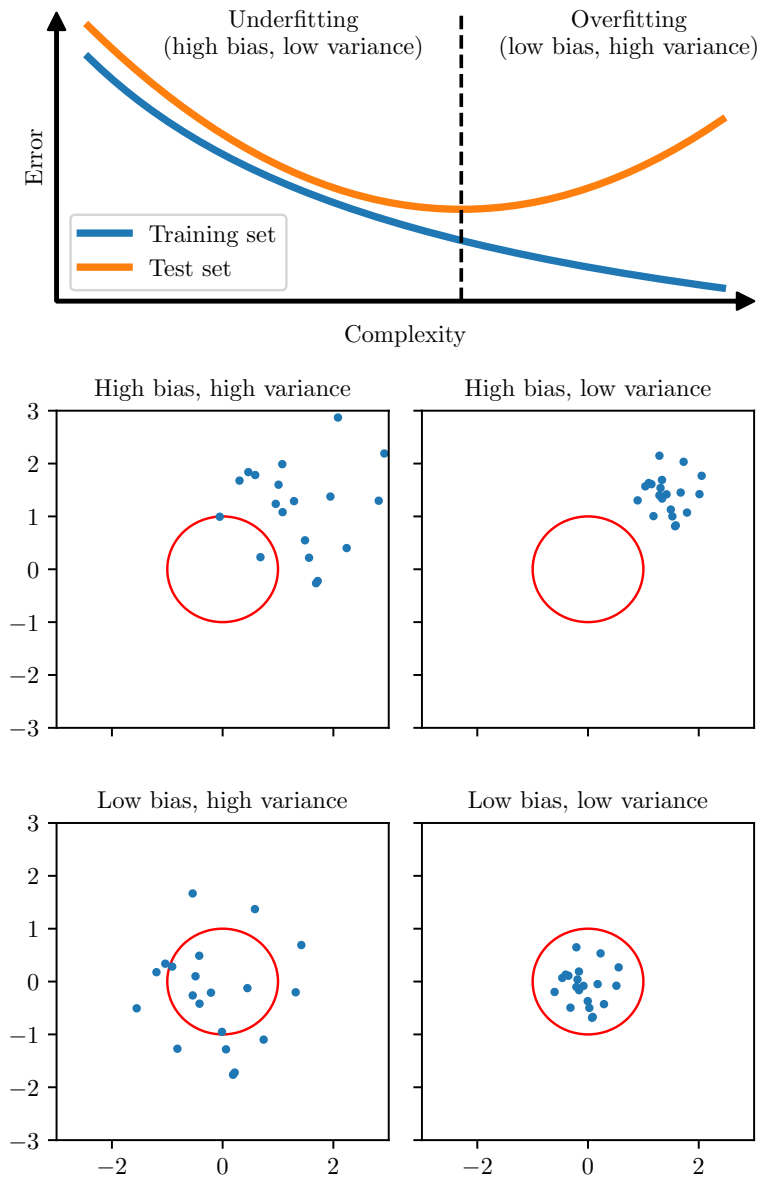 Underfitting
(high bias, low variance)
Overfitting
(low bias, high variance)
Error
Training set
Test set
Complexity
High bias, high variance
High bias, low variance
3
2
1
0
−1
−2
−3
Low bias, high variance
Low bias, low variance
3
2
1
0
−1
−2
−3
−2 0 2
−2 0 2